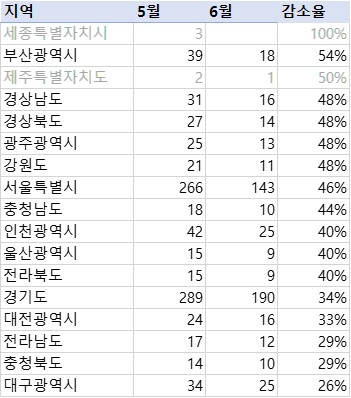 지역 5월 6월 감소율
세종특별자치시 3 100%
부산광역시 39 18 54%
제주특별자치도 2 1 50%
경상남도 31 16 48%
경상북도 27 14 48%
광주광역시 25 13 48%
강원도 21 11 48%
서울특별시 266 143 46%
충청남도 18 10 44%
인천광역시 42 25 40%
울산광역시 15 9 40%
전라북도 15 9 40%
경기도 289 190 34%
대전광역시 24 16 33%
전라남도 17 12 29%
충청북도 14 10 29%
대구광역시 34 25 26%